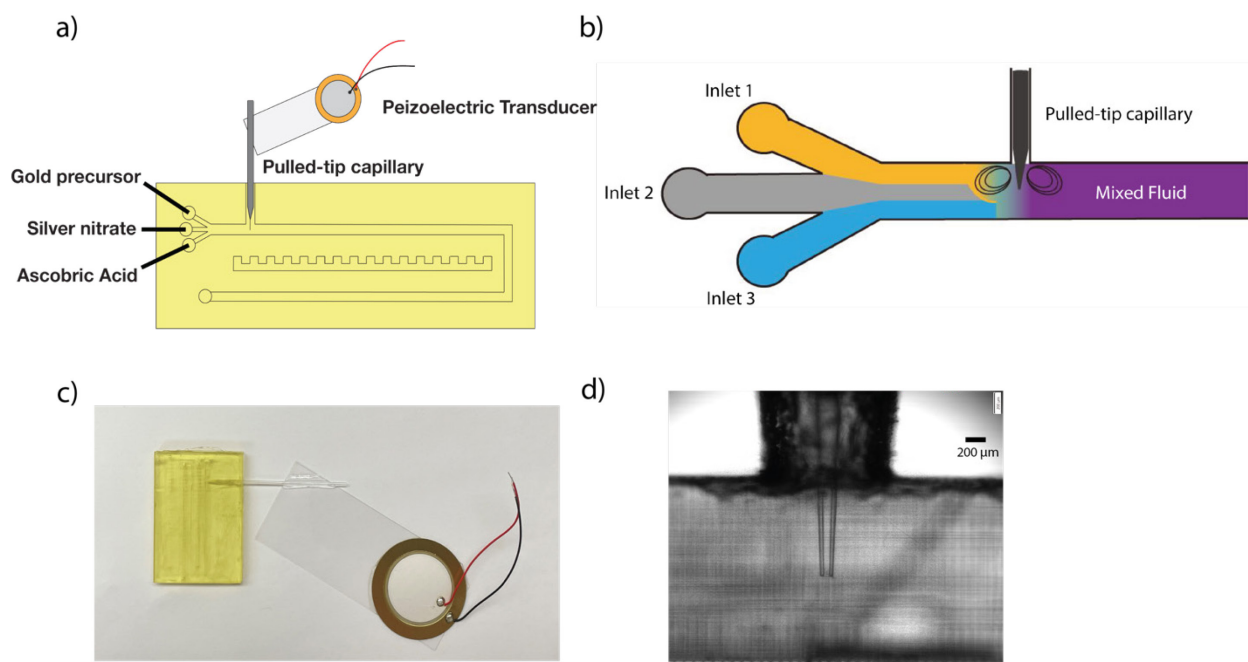 a)
Peizoelectric Transducer
Pulled-tip capillary
Gold precursor
Silver nitrate
Ascobric Acid
b)
Inlet 1
Pulled-tip capillary
Inlet 2
Mixed Fluid
Inlet 3
c)
d)
200 µm